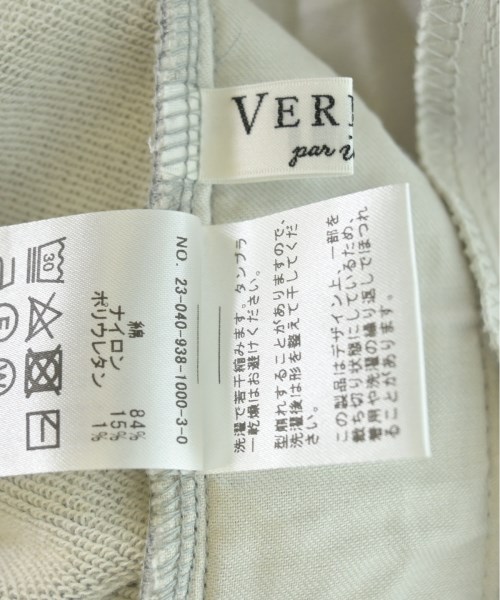 VER
par
30
綿 84%
ナイロン 15%
ポリウレタン 1%
NO. 23-040-938-1000-3-0
洗濯で若干縮みます。タンブラ
ー乾燥はお避けください。
型崩れすることがありますので、
洗濯後は形を整えて干してくだ
さい。
この製品はデザイン上、一部を
裁ち切り状態にしているため、
着用や洗濯の繰り返しでほつれ
ることがあります。